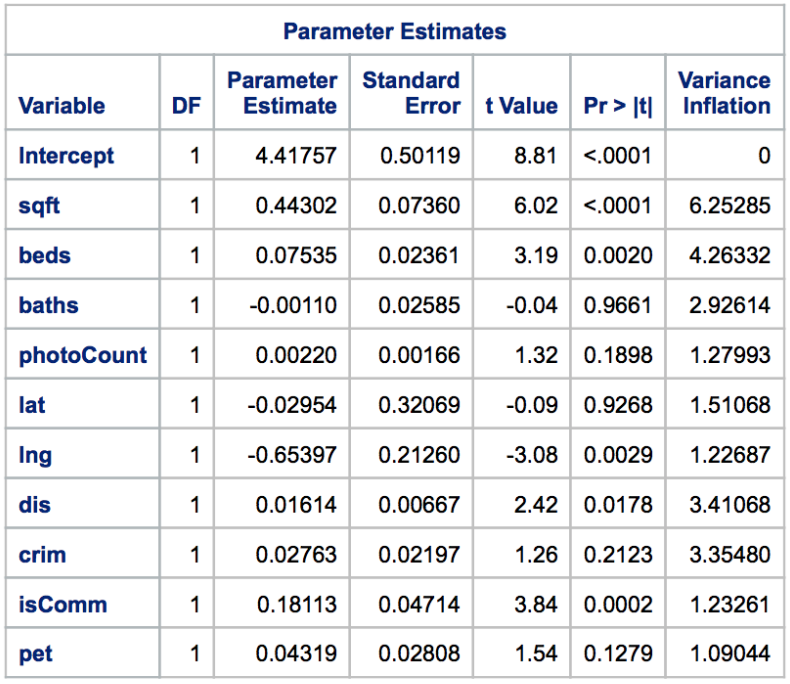 Parameter Estimates
Variable DF Parameter Estimate Standard Error t Value Pr > |t| Variance Inflation
Intercept 1 4.41757 0.50119 8.81 <.0001 0
sqft 1 0.44302 0.07360 6.02 <.0001 6.25285
beds 1 0.07535 0.02361 3.19 0.0020 4.26332
baths 1 -0.00110 0.02585 -0.04 0.9661 2.92614
photoCount 1 0.00220 0.00166 1.32 0.1898 1.27993
lat 1 -0.02954 0.32069 -0.09 0.9268 1.51068
lng 1 -0.65397 0.21260 -3.08 0.0029 1.22687
dis 1 0.01614 0.00667 2.42 0.0178 3.41068
crim 1 0.02763 0.02197 1.26 0.2123 3.35480
isComm 1 0.18113 0.04714 3.84 0.0002 1.23261
pet 1 0.04319 0.02808 1.54 0.1279 1.09044